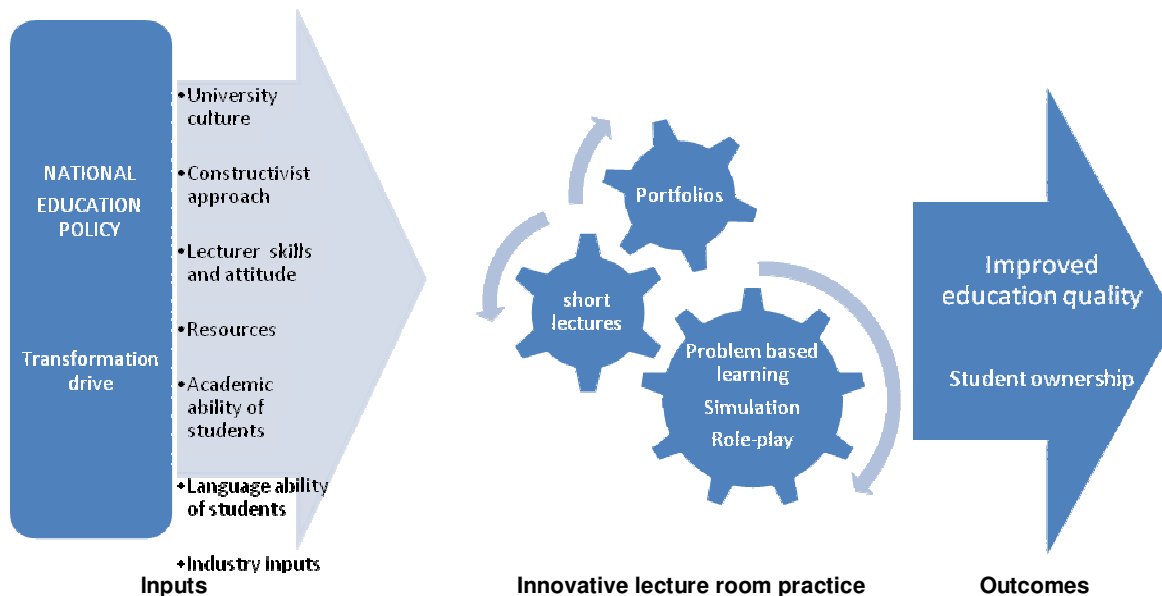 NATIONAL
EDUCATION
POLICY
Transformation
drive
•University
culture
•Constructivist
approach
•Lecturer skills
and attitude
•Resources
•Academic
ability of
students
•Language ability
of students
•Industry inputs
Inputs
Portfolios
short
lectures
Problem based
learning
Simulation
Role-play
Innovative lecture room practice
Improved
education quality
Student ownership
Outcomes